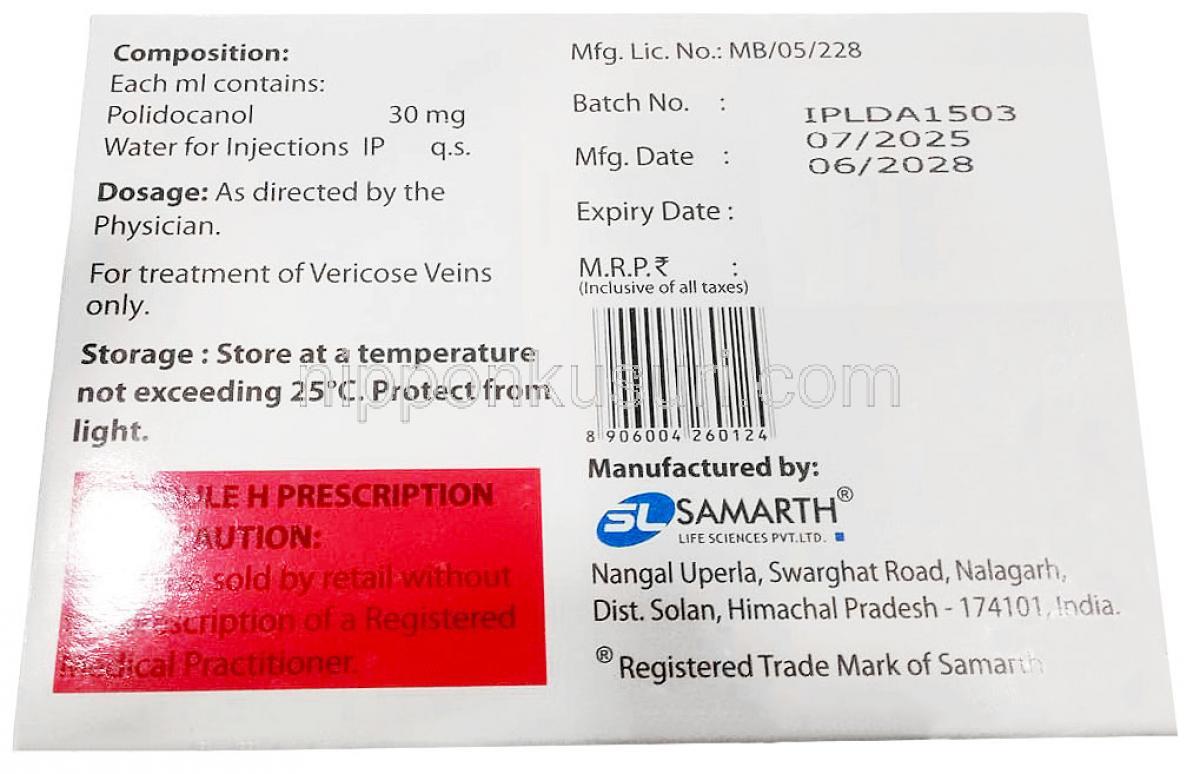 Composition:
Each ml contains:
Polidocanol 30 mg
Water for Injections IP q.s.
Dosage: As directed by the
Physician.
For treatment of Vericose Veins
only.
Storage : Store at a temperature
not exceeding 25°C. Protect from
light.
H PRESCRIPTION
sold by retail without
of a Registered
Practitioner.
Mfg. Lic. No.: MB/05/228
Batch No. : IPLDA1503
07/2025
Mfg. Date :
06/2028
Expiry Date :
M.R.P.₹ :
(Inclusive of all taxes)
8 906004 260124
Manufactured by:
SL SAMARTH®
LIFE SCIENCES PVT.LTD.
Nangal Uperla, Swarghat Road, Nalagarh,
Dist. Solan, Himachal Pradesh - 174101, India.
® Registered Trade Mark of Samarth
nipponkusuri.com